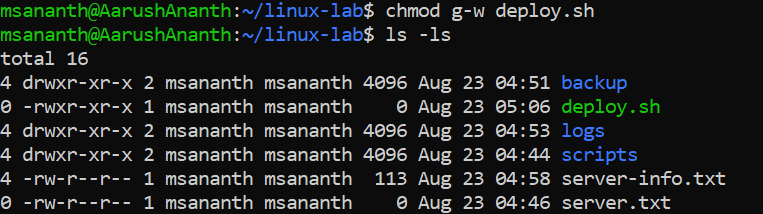 msananth@AarushAnanth:~/linux-lab$ chmod g-w deploy.sh
msananth@AarushAnanth:~/linux-lab$ ls -ls
total 16
4 drwxr-xr-x 2 msananth msananth 4096 Aug 23 04:51 backup
0 -rwxr-xr-x 1 msananth msananth    0 Aug 23 05:06 deploy.sh
4 drwxr-xr-x 2 msananth msananth 4096 Aug 23 04:53 logs
4 drwxr-xr-x 2 msananth msananth 4096 Aug 23 04:44 scripts
4 -rw-r--r-- 1 msananth msananth  113 Aug 23 04:58 server-info.txt
0 -rw-r--r-- 1 msananth msananth    0 Aug 23 04:46 server.txt